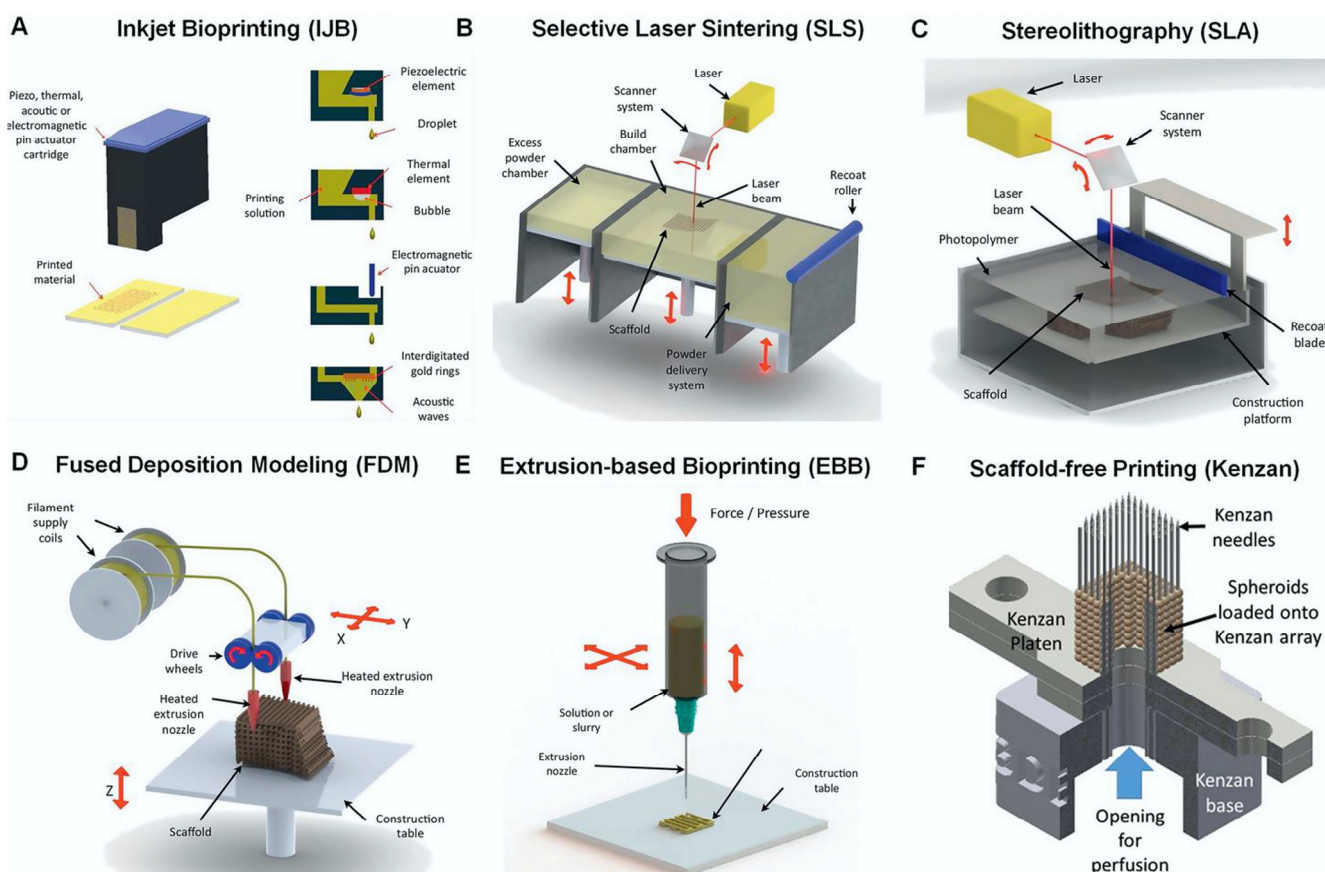 A
Inkjet Bioprinting (IJB)
Piezo, thermal,
acoutic or
electromagnetic
pin actuator
cartridge
Printed
material
Printing
solution
Piezoelectric
element
Droplet
Thermal
element
Bubble
Electromagnetic
pin acuator
Interdigitated
gold rings
Acoustic
waves
B
Selective Laser Sintering (SLS)
Laser
Scanner
system
Build
chamber
Excess
powder
chamber
Laser
beam
Recoat
roller
Scaffold
Powder
delivery
system
C
Stereolithography (SLA)
Laser
Scanner
system
Laser
beam
Photopolymer
Recoat
blade
Scaffold
Construction
platform
D
Fused Deposition Modeling (FDM)
Filament
supply
coils
X
Y
Drive
wheels
Heated extrusion
nozzle
Heated
extrusion
nozzle
Z
Scaffold
Construction
table
E
Extrusion-based Bioprinting (EBB)
Force / Pressure
Solution or
slurry
Extrusion
nozzle
Construction
table
F
Scaffold-free Printing (Kenzan)
Kenzan
needles
Spheroids
loaded onto
Kenzan array
Kenzan
Platen
Kenzan
base
Opening
for
perfusion